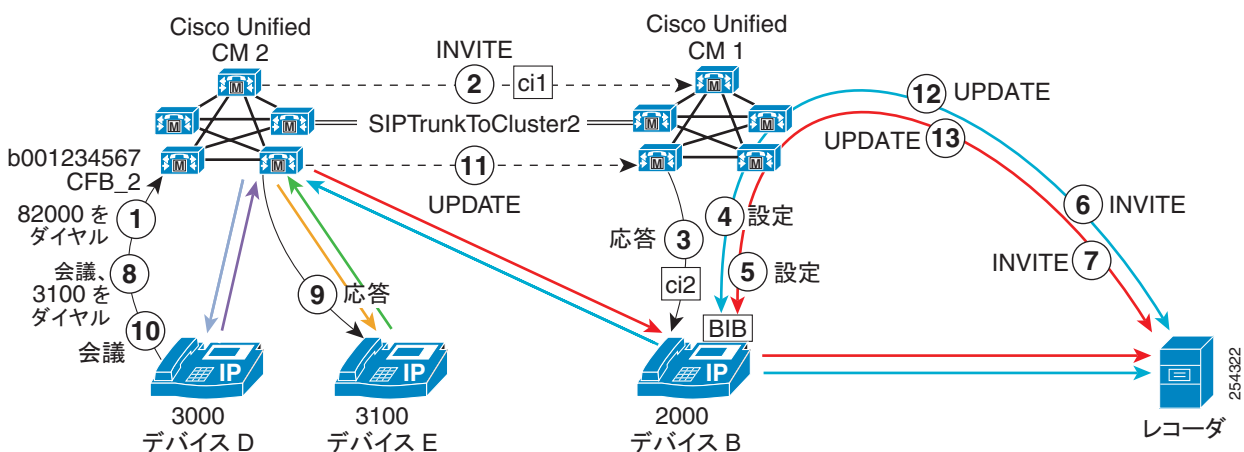 Cisco Unified
CM 2
Cisco Unified
CM 1
INVITE
2
ci1
M
M
M
M
M
M
M
M
M
M
SIPTrunkToCluster2
12 UPDATE
UPDATE 13
b001234567
CFB_2
11
UPDATE
1
82000 を
ダイヤル
8
会議、
3100 を
ダイヤル
10
会議
9 応答
応答 3
ci2
4 設定
5 設定
6 INVITE
INVITE 7
BIB
IP
IP
IP
3000
デバイス D
3100
デバイス E
2000
デバイス B
レコーダ
254322